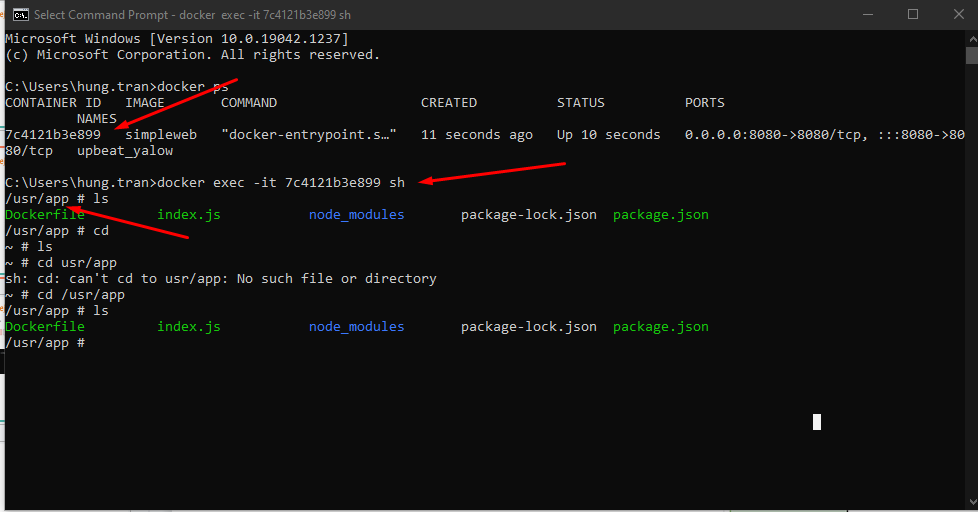 Select Command Prompt - docker exec -it 7c4121b3e899 sh
Microsoft Windows [Version 10.0.19042.1237]
(c) Microsoft Corporation. All rights reserved.
C:\Users\hung.tran>docker ps
CONTAINER ID   IMAGE       COMMAND                  CREATED          STATUS          PORTS
         NAMES
7c4121b3e899   simpleweb   "docker-entrypoint.s…"   11 seconds ago   Up 10 seconds   0.0.0.0:8080->8080/tcp, :::8080->80
80/tcp   upbeat_yalow
C:\Users\hung.tran>docker exec -it 7c4121b3e899 sh
/usr/app # ls
Dockerfile         index.js           node_modules       package-lock.json  package.json
/usr/app # cd
~ # ls
~ # cd usr/app
sh: cd: can't cd to usr/app: No such file or directory
~ # cd /usr/app
/usr/app # ls
Dockerfile         index.js           node_modules       package-lock.json  package.json
/usr/app #